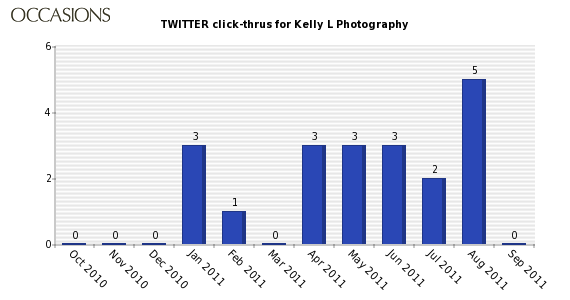 OCCASIONS
TWITTER click-thrus for Kelly L Photography
6
4
2
0
0
0
0
3
1
0
3
3
3
2
5
0
Oct 2010
Nov 2010
Dec 2010
Jan 2011
Feb 2011
Mar 2011
Apr 2011
May 2011
Jun 2011
Jul 2011
Aug 2011
Sep 2011